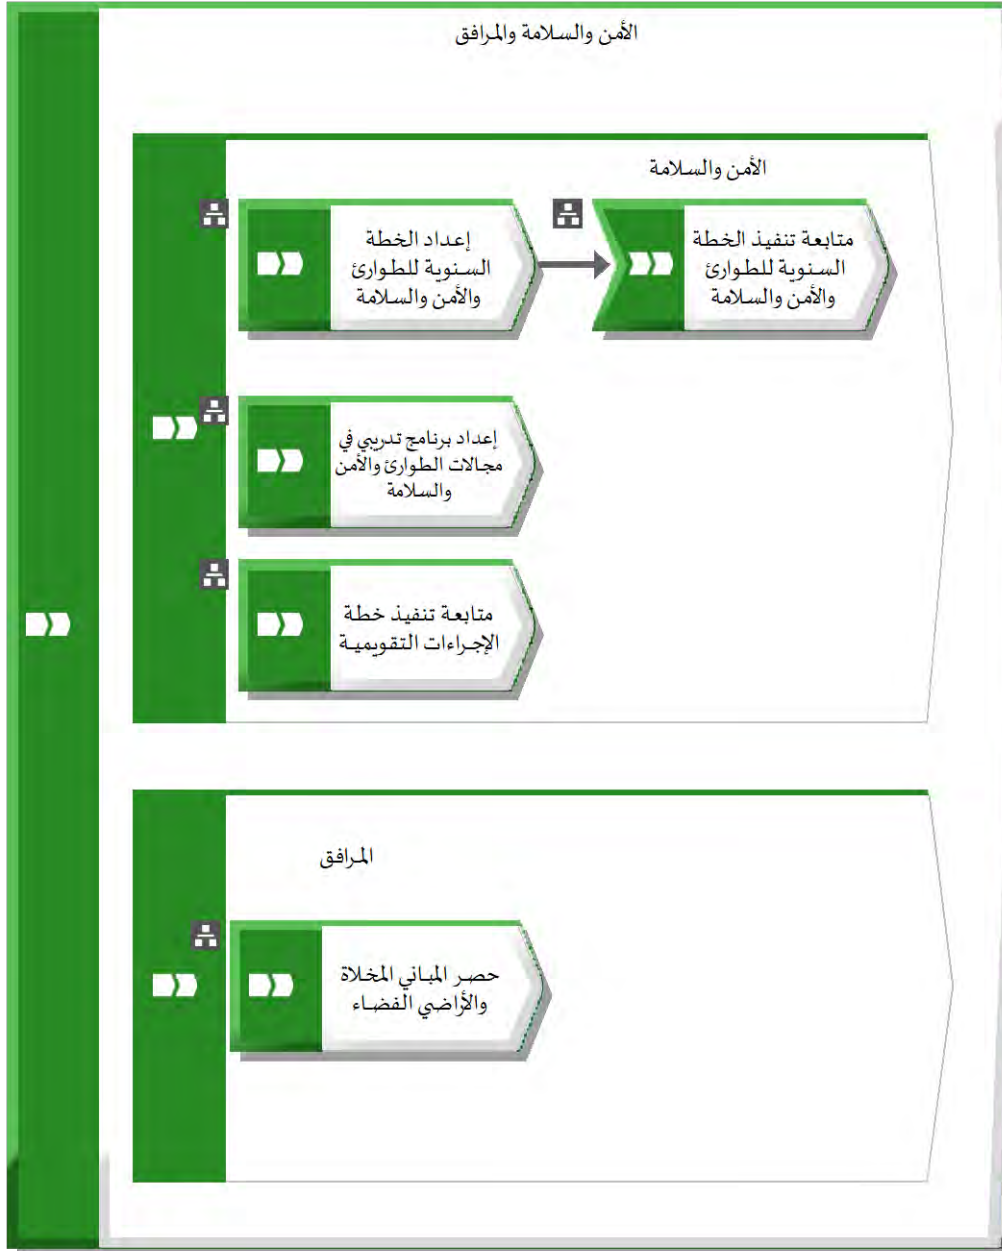 الأمن والسلامة والمرافق
الأمن والسلامة
إعداد الخطة
السنوية للطوارئ
والأمن والسلامة
متابعة تنفيذ الخطة
السنوية للطوارئ
والأمن والسلامة
إعداد برنامج تدريبي في
مجالات الطوارئ والأمن
والسلامة
متابعة تنفيذ خطة
الإجراءات التقويمية
المرافق
حصر المباني المخلاة
والأراضي الفضاء